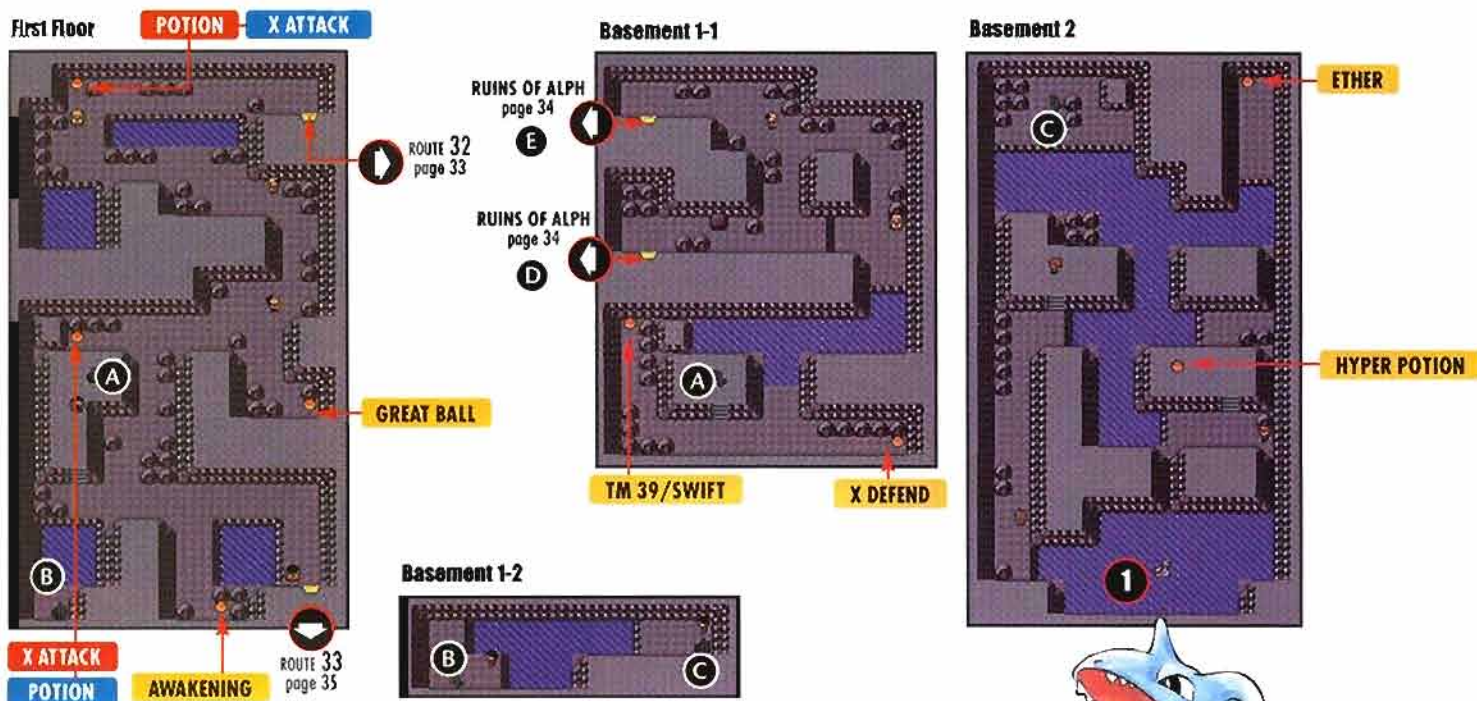 First Floor
POTION
X ATTACK
ROUTE 32
page 33
A
GREAT BALL
B
X ATTACK
POTION
AWAKENING
ROUTE 33
page 35
Basement 1-1
RUINS OF ALPH
page 34
E
RUINS OF ALPH
page 34
D
A
TM 39/SWIFT
X DEFEND
Basement 1-2
B
C
Basement 2
ETHER
C
HYPER POTION
1